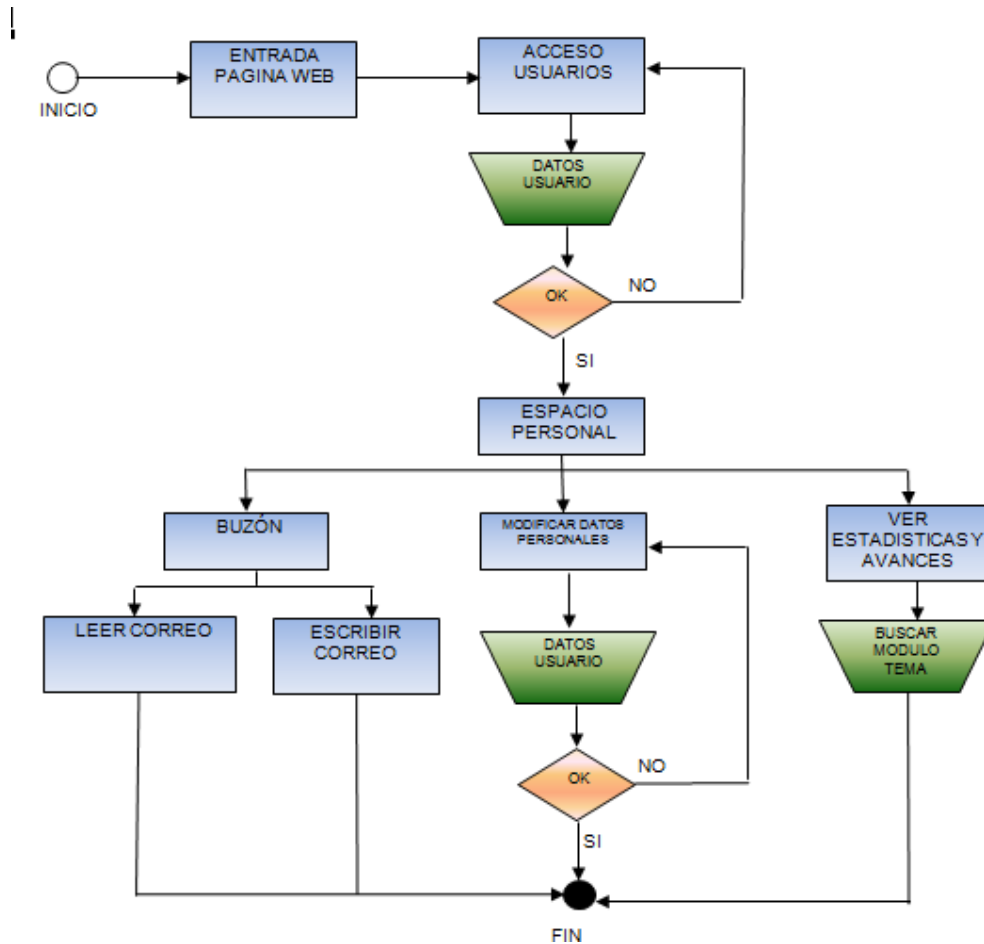 ENTRADA
PAGINA WEB
ACCESO
USUARIOS
INICIO
DATOS
USUARIO
OK
NO
SI
ESPACIO
PERSONAL
BUZÓN
MODIFICAR DATOS
PERSONALES
VER
ESTADISTICAS Y
AVANCES
LEER CORREO
ESCRIBIR
CORREO
DATOS
USUARIO
BUSCAR
MODULO
TEMA
OK
NO
SI
FIN